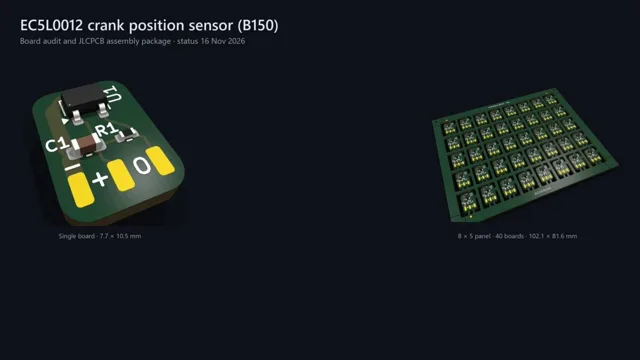 EC5L0012 crank position sensor (B150)
Board audit and JLCPCB assembly package · status 16 Nov 2026
U1
C1 R1
− + O
Single board · 7.7 × 10.5 mm
8 × 5 panel · 40 boards · 102.1 × 81.6 mm